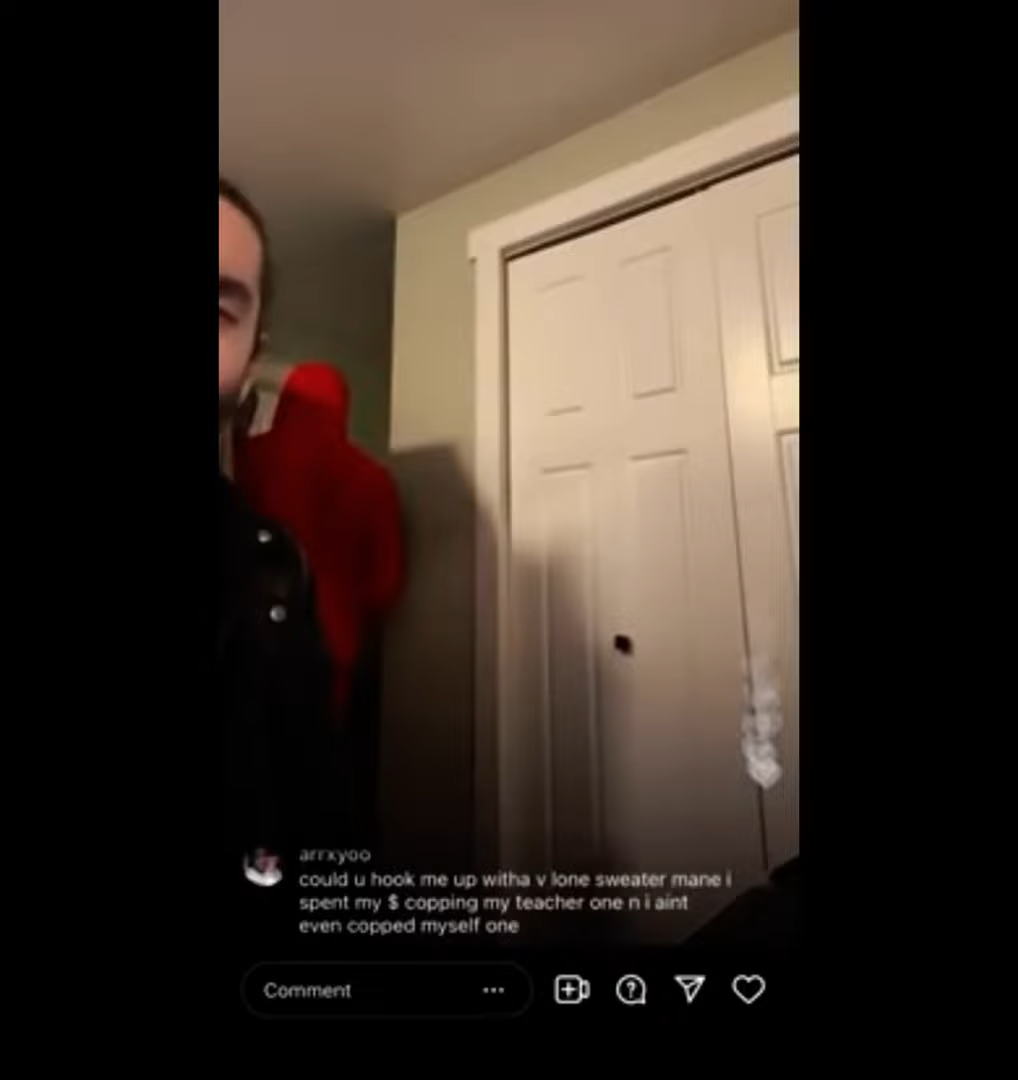 arrxyoo
could u hook me up witha v lone sweater mane i
spent my $ copping my teacher one n i aint
even copped myself one
Comment